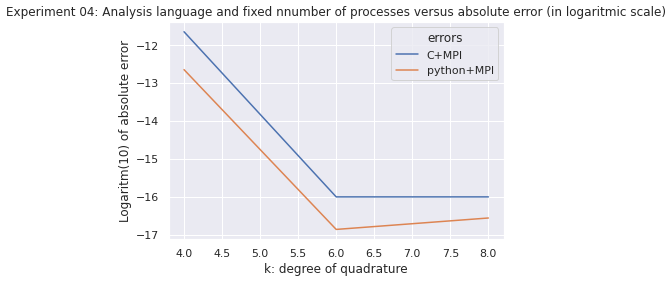 Experiment 04: Analysis language and fixed nnumber of processes versus absolute error (in logaritmic scale)
errors
C+MPI
python+MPI
Logaritm(10) of absolute error
−12
−13
−14
−15
−16
−17
4.0 4.5 5.0 5.5 6.0 6.5 7.0 7.5 8.0
k: degree of quadrature